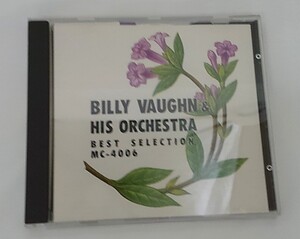 BILLY VAUGHN &
HIS ORCHESTRA
BEST SELECTION
MC-4006